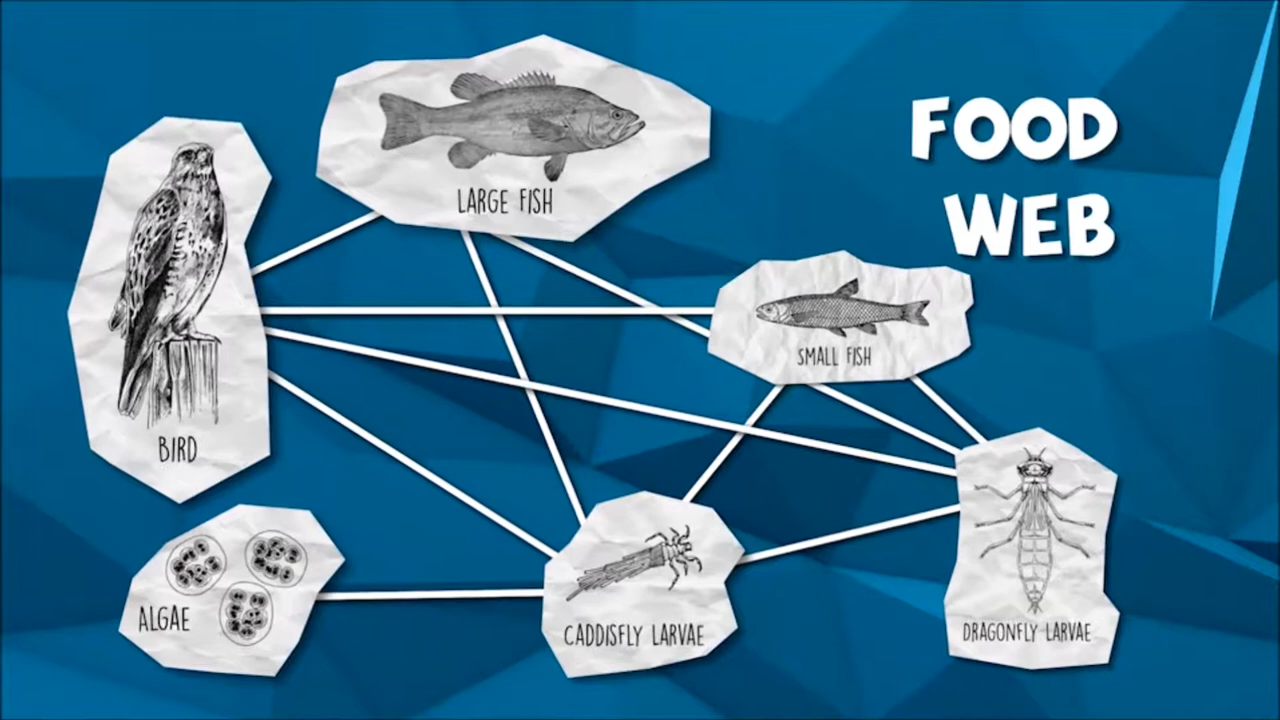 FOOD
WEB
LARGE FISH
SMALL FISH
BIRD
ALGAE
CADDISFLY LARVAE
DRAGONFLY LARVAE